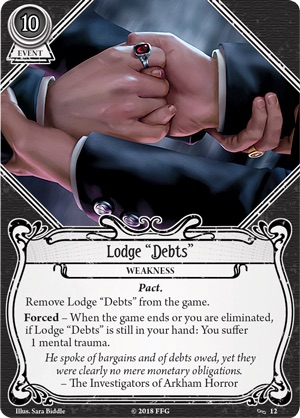 10
EVENT
Lodge “Debts”
WEAKNESS
Pact.
Remove Lodge “Debts” from the game.
Forced – When the game ends or you are eliminated,
if Lodge “Debts” is still in your hand: You suffer
1 mental trauma.
He spoke of bargains and of debts owed, yet they
were clearly no mere monetary obligations.
– The Investigators of Arkham Horror
Illus. Sara Biddle
© 2018 FFG
12